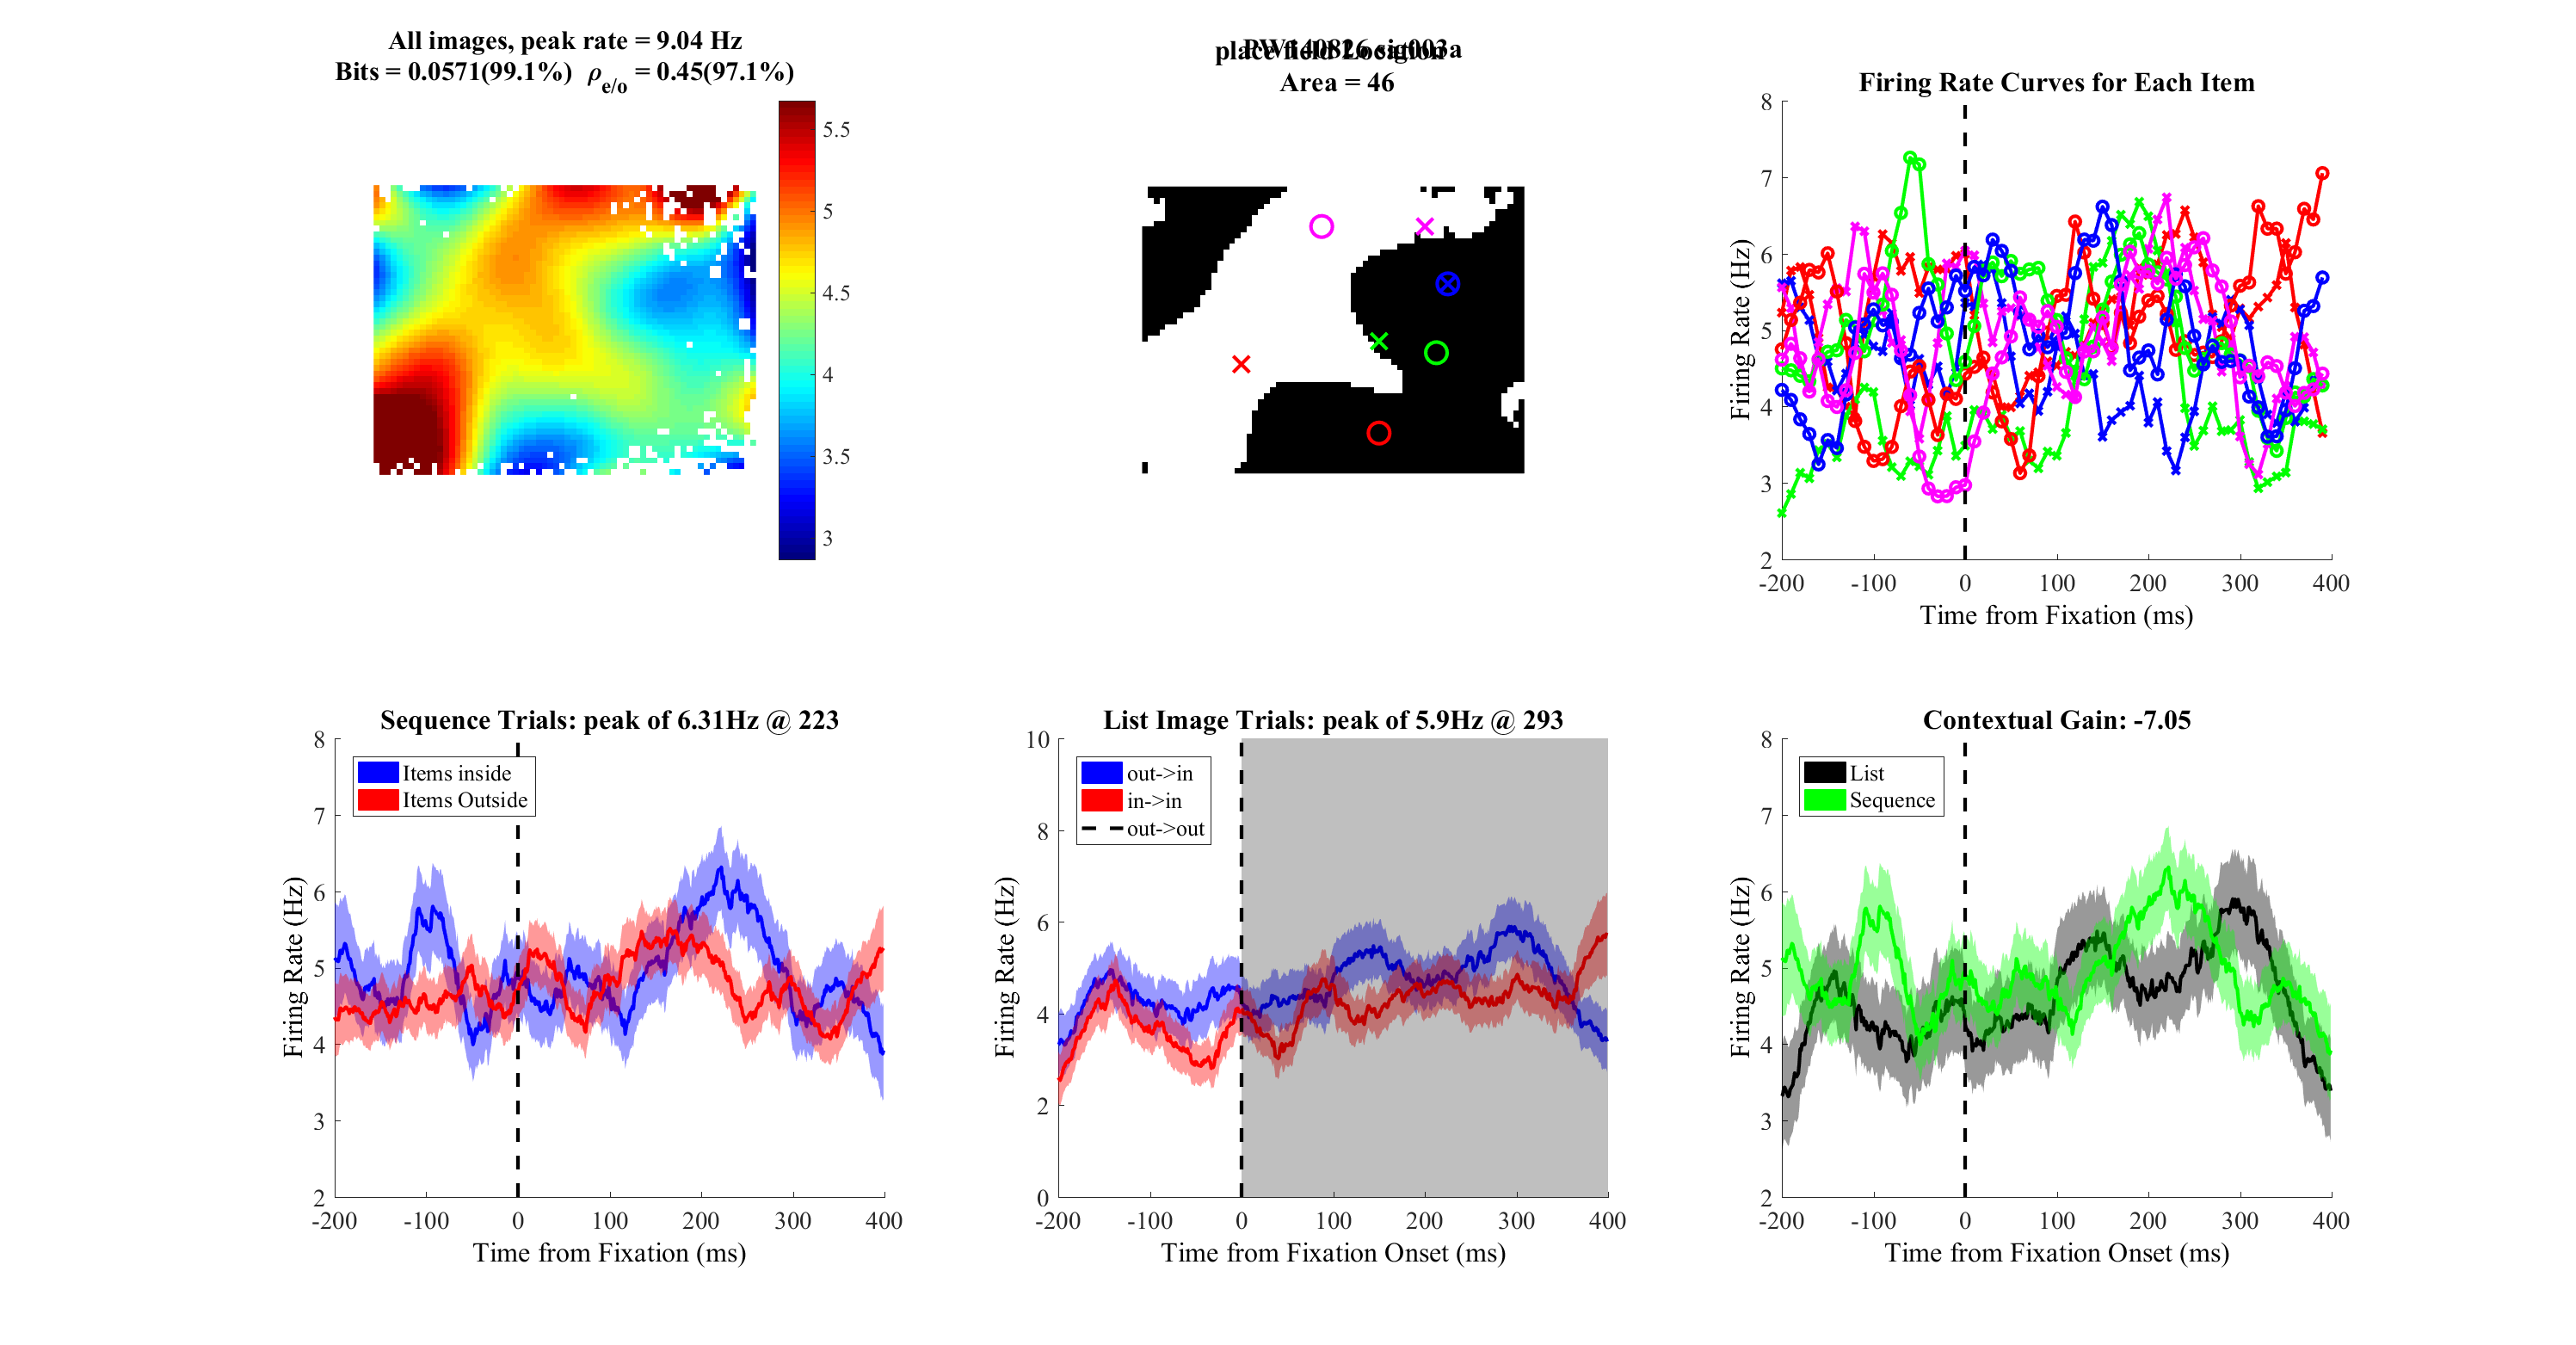 All images, peak rate = 9.04 Hz
Bits = 0.0571(99.1%) ρe/o = 0.45(97.1%)
5.5
5
4.5
4
3.5
3
place field Location
Area = 46
Firing Rate Curves for Each Item
8
7
6
5
4
3
2
Firing Rate (Hz)
-200 -100 0 100 200 300 400
Time from Fixation (ms)
Sequence Trials: peak of 6.31Hz @ 223
Items inside
Items Outside
8
7
6
5
4
3
2
Firing Rate (Hz)
-200 -100 0 100 200 300 400
Time from Fixation (ms)
List Image Trials: peak of 5.9Hz @ 293
out->in
in->in
out->out
10
8
6
4
2
0
Firing Rate (Hz)
-200 -100 0 100 200 300 400
Time from Fixation Onset (ms)
Contextual Gain: -7.05
List
Sequence
8
7
6
5
4
3
2
Firing Rate (Hz)
-200 -100 0 100 200 300 400
Time from Fixation Onset (ms)